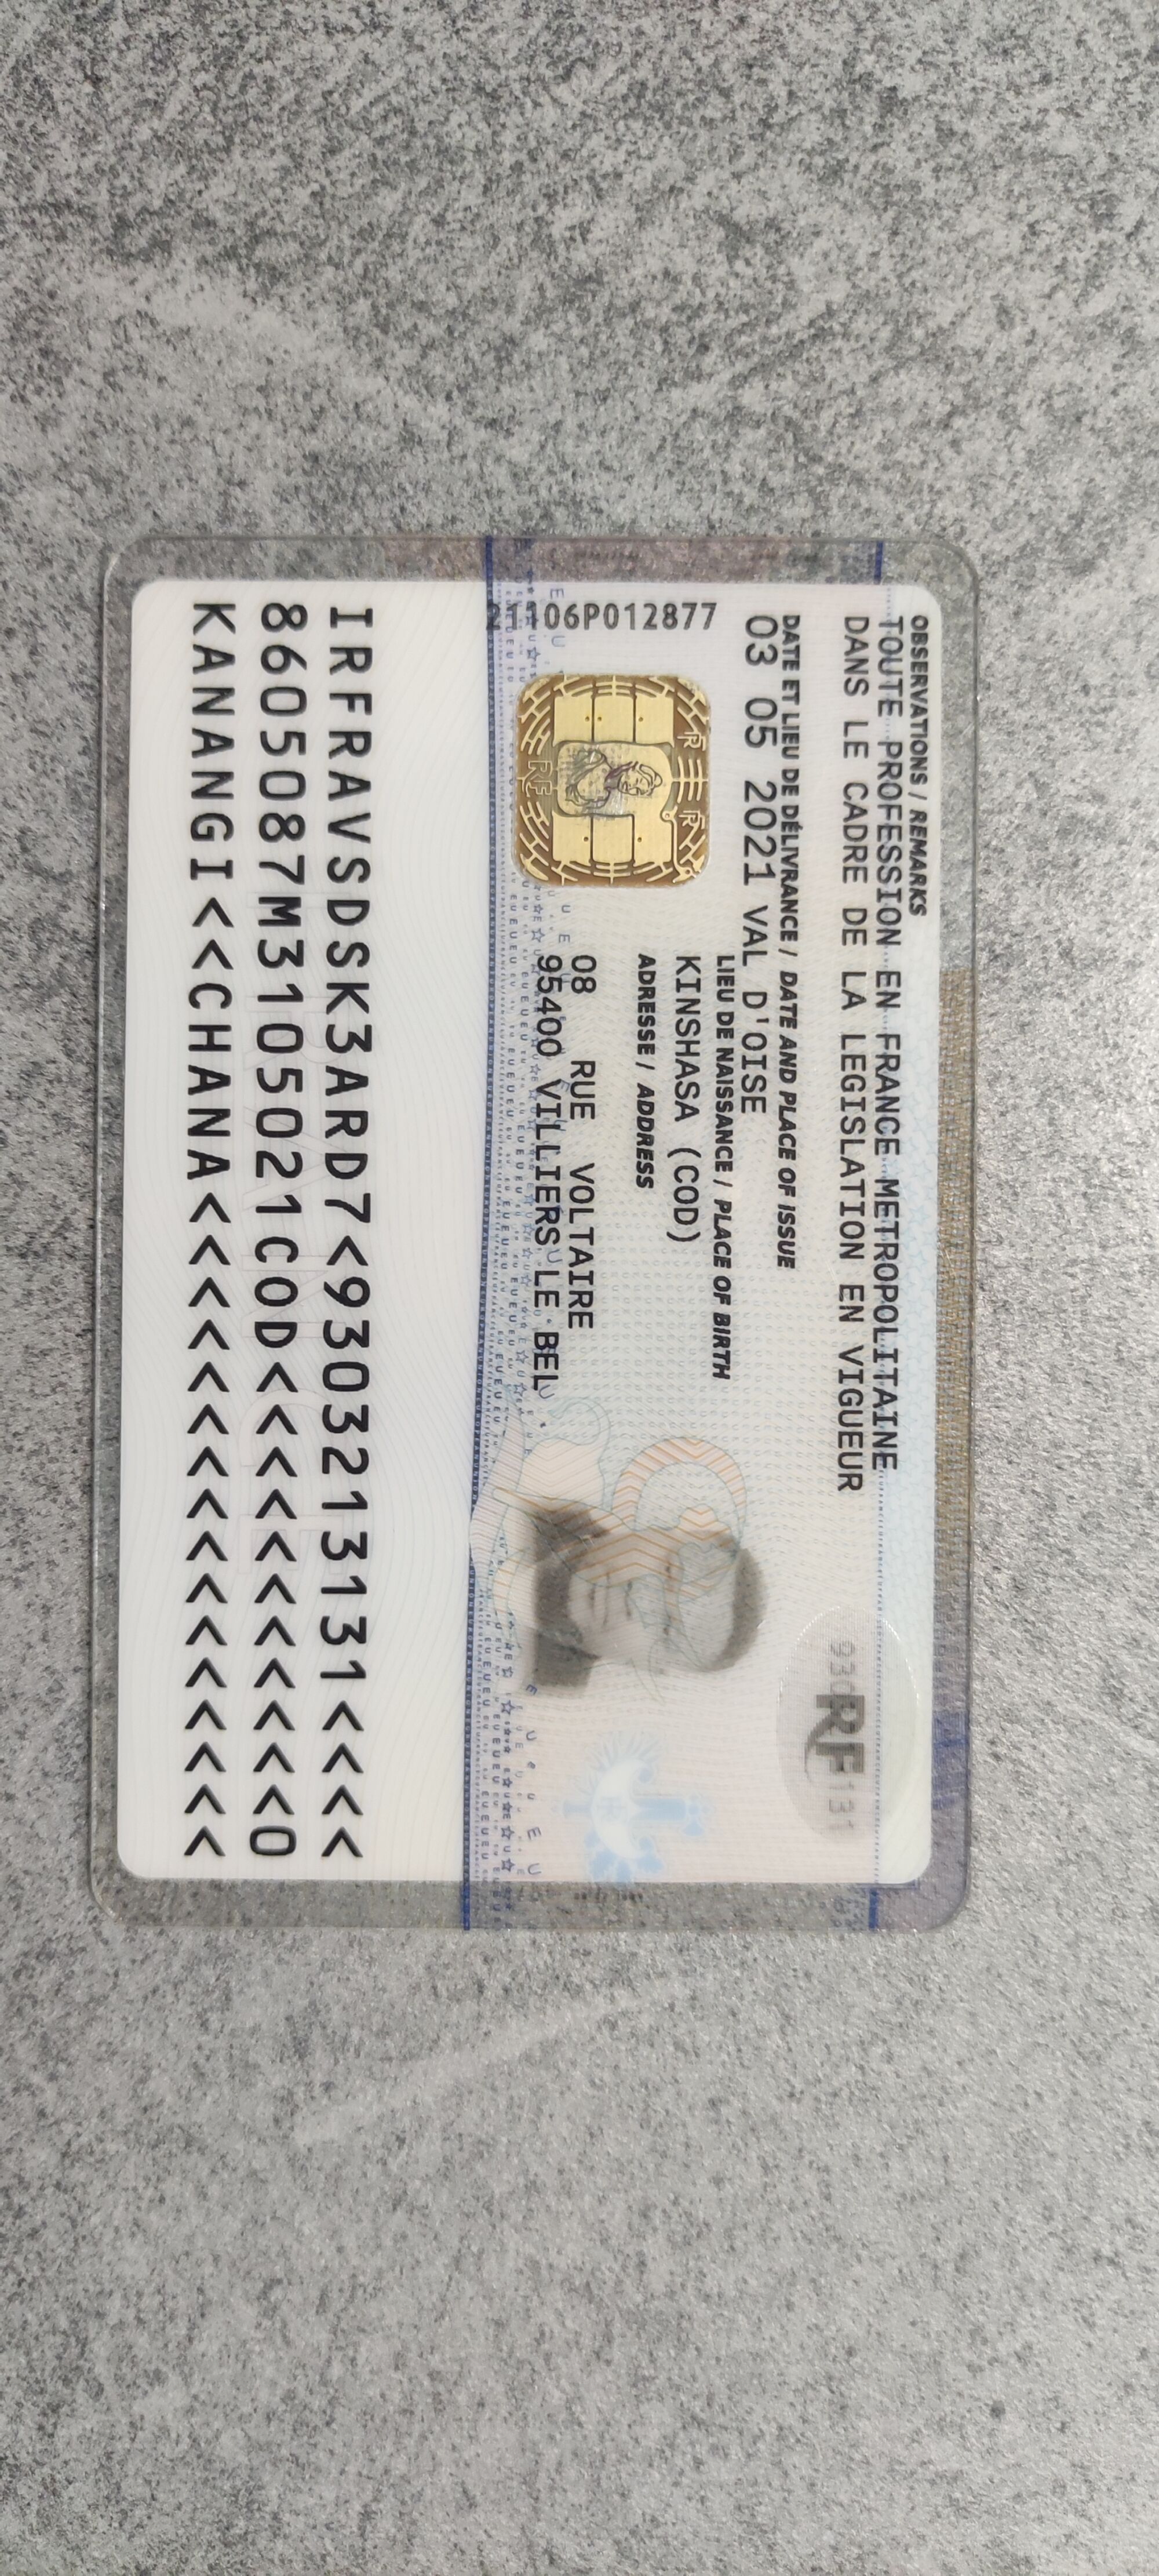 OBSERVATIONS / REMARKS
TOUTE PROFESSION EN FRANCE METROPOLITAINE
DANS LE CADRE DE LA LEGISLATION EN VIGUEUR
DATE ET LIEU DE DÉLIVRANCE / DATE AND PLACE OF ISSUE
03 05 2021 VAL D'OISE
LIEU DE NAISSANCE / PLACE OF BIRTH
KINSHASA (COD)
ADRESSE / ADDRESS
08 RUE VOLTAIRE
95400 VILLIERS LE BEL
21106P012877
RF
IRFRAVSDSK3ARD7<9303213131<<<<
8605087M3105021COD<<<<<<<<<<<0
KANANGI<<CHANA<<<<<<<<<<<<<<<<